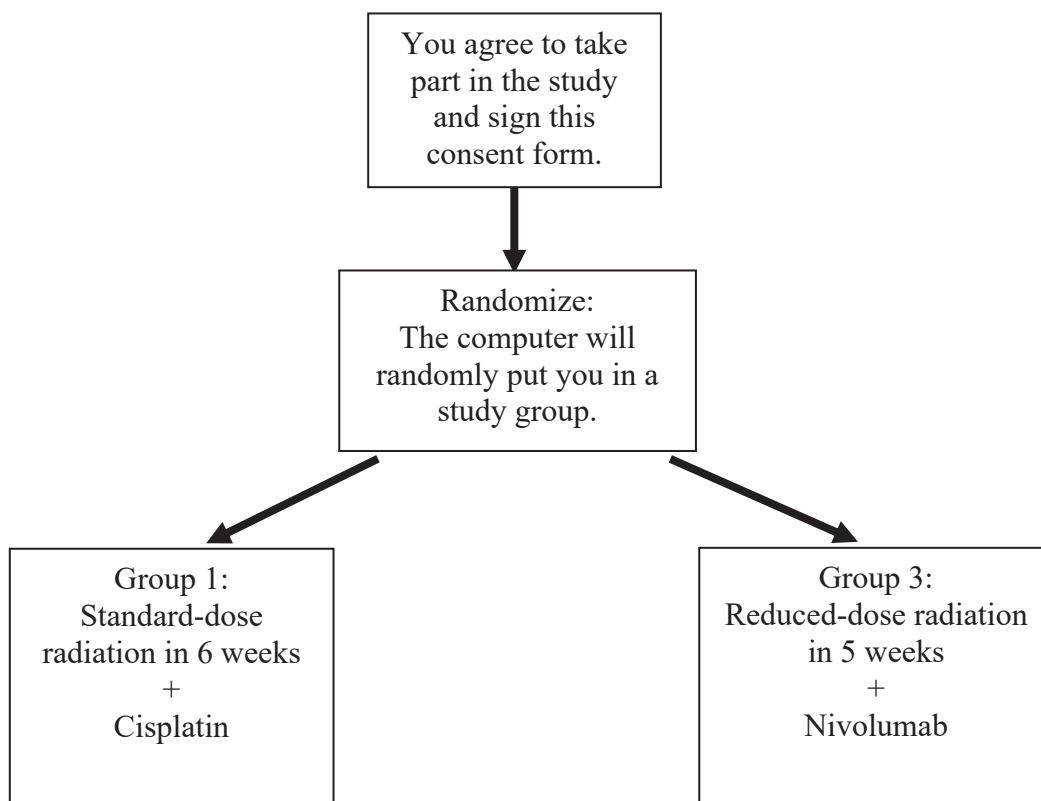 You agree to take
part in the study
and sign this
consent form.
Randomize:
The computer will
randomly put you in a
study group.
Group 1:
Standard-dose
radiation in 6 weeks
+
Cisplatin
Group 3:
Reduced-dose radiation
in 5 weeks
+
Nivolumab